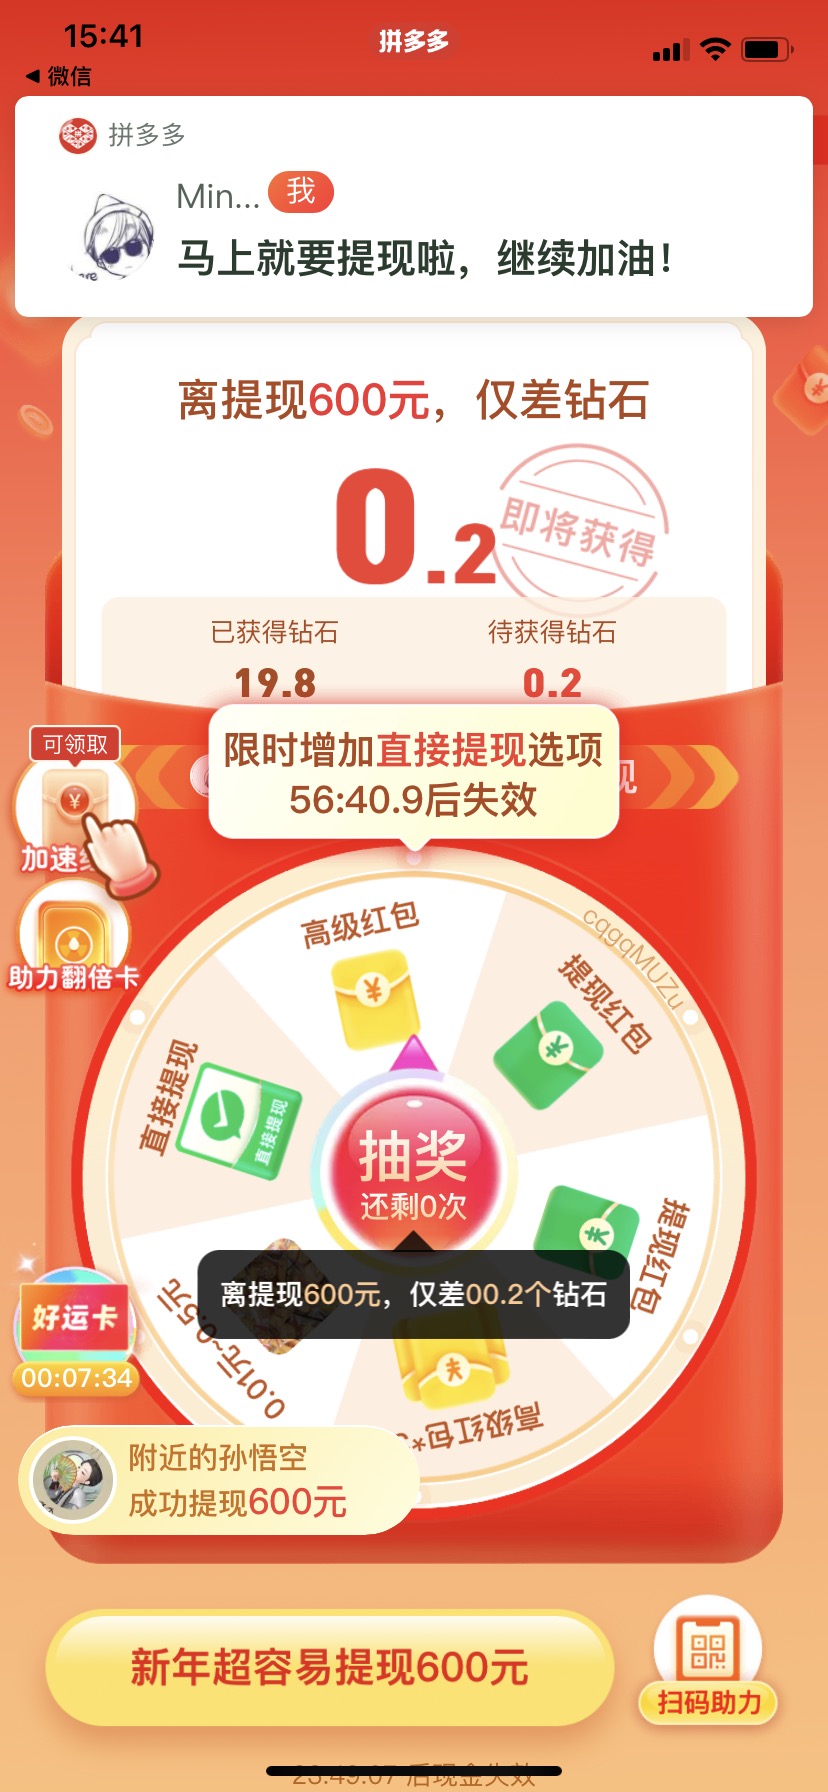 15:41
拼多多
◀ 微信
拼多多
Min... 我
马上就要提现啦，继续加油！
离提现600元，仅差钻石
0.2
即将获得
已获得钻石 待获得钻石
19.8 0.2
限时增加直接提现选项
56:40.9后失效
现
可领取
加速
助力翻倍卡
高级红包
cqgqMUZu
提现红包
直接提现
直接提现
提现红包
抽奖
还剩0次
离提现600元，仅差00.2个钻石
0.01元~0.5元
高级红包*
好运卡
00:07:34
附近的孙悟空
成功提现600元
新年超容易提现600元
扫码助力
23:49:07 后现金失效